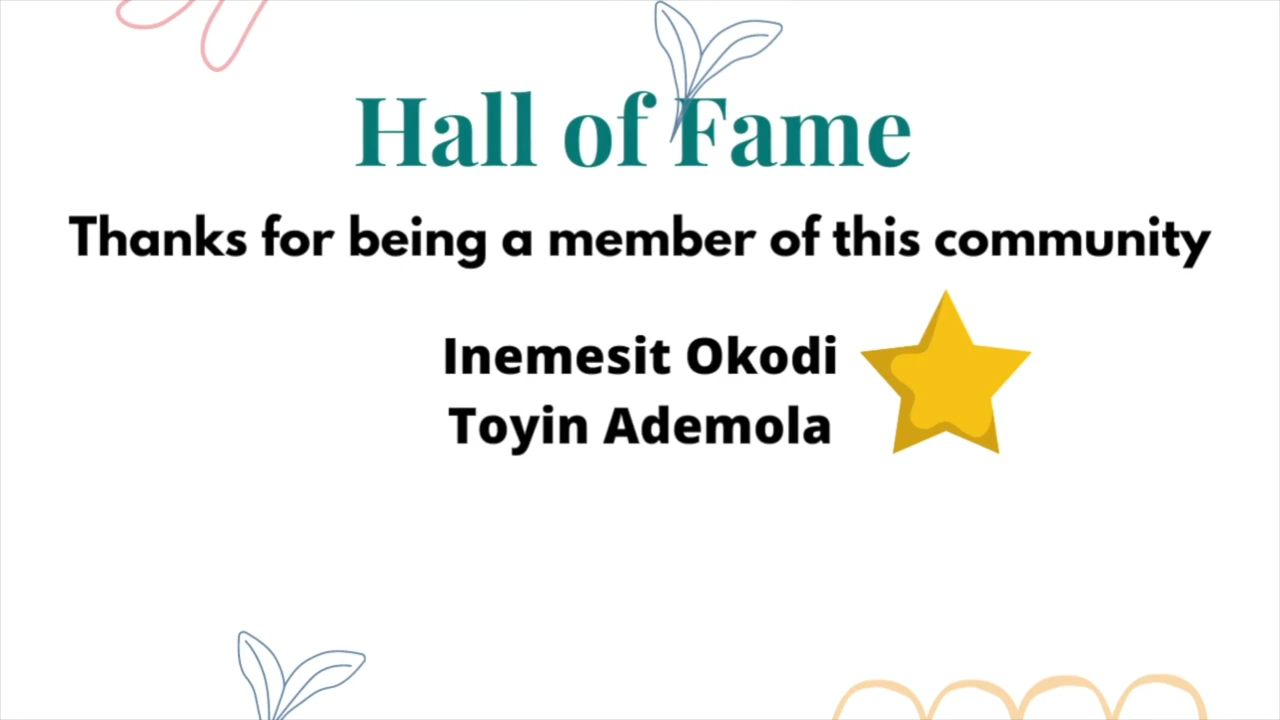 Hall of Fame
Thanks for being a member of this community
Inemesit Okodi
Toyin Ademola